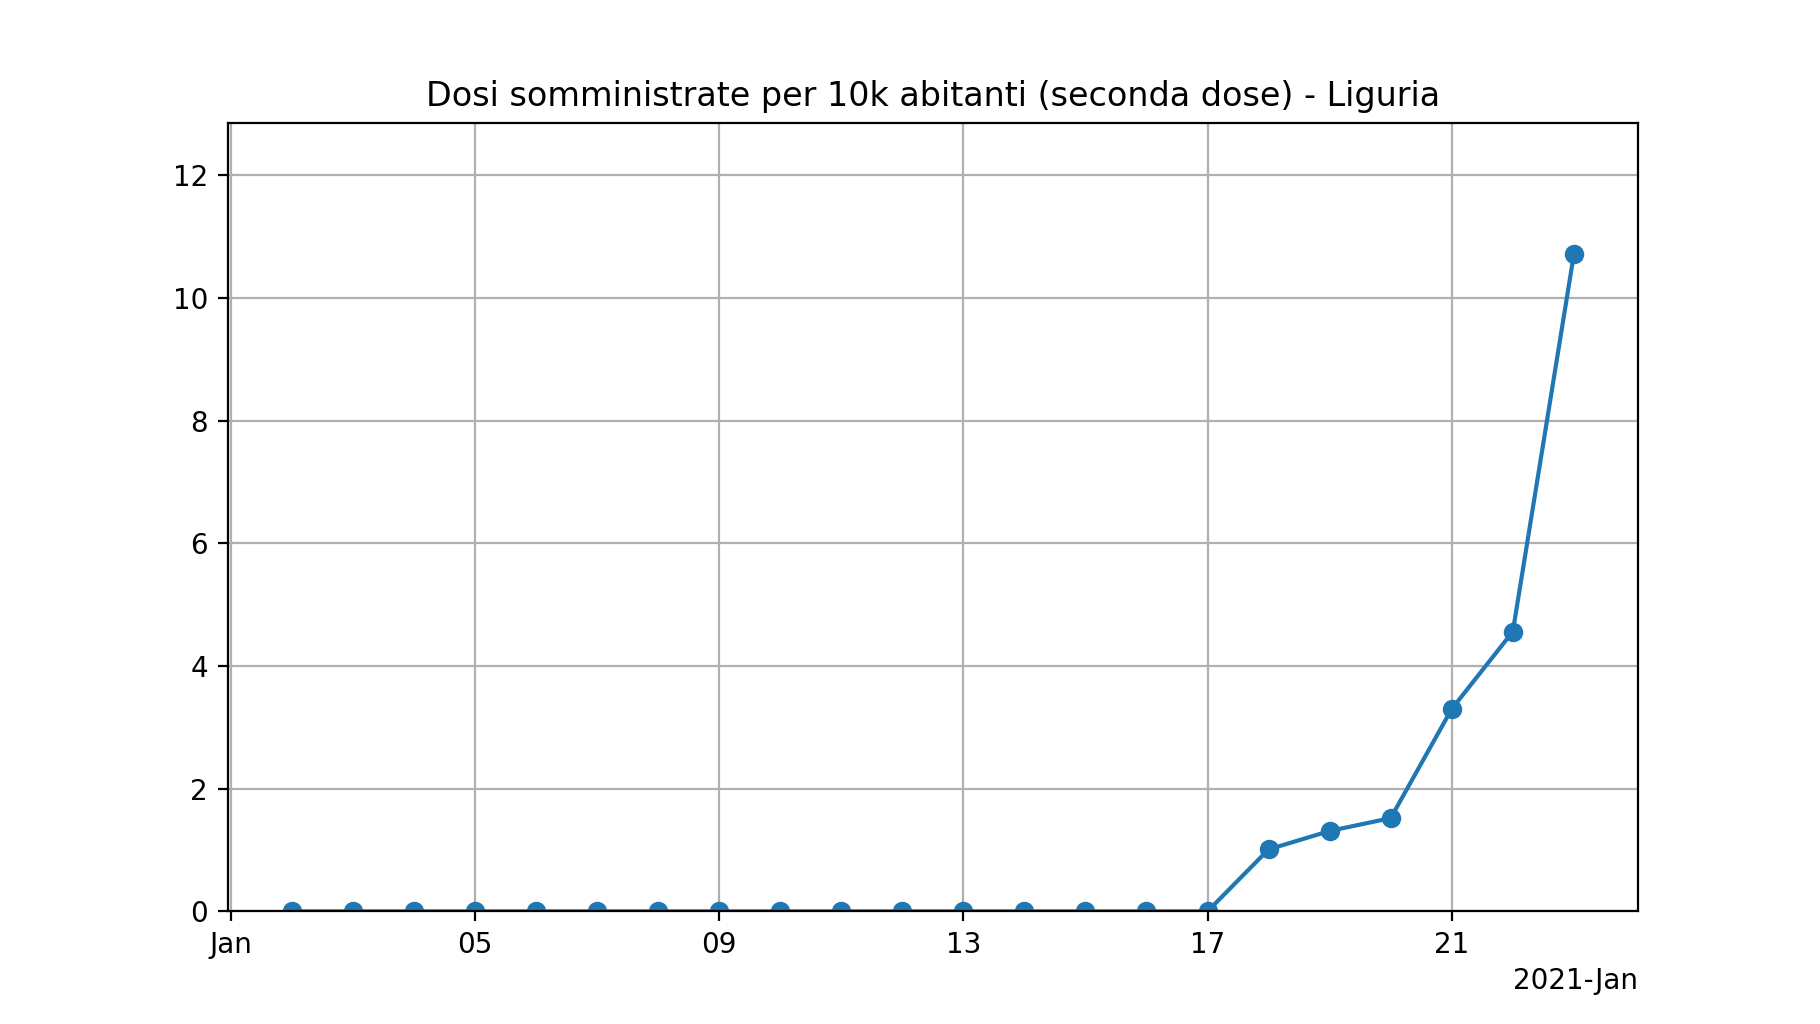 Dosi somministrate per 10k abitanti (seconda dose) - Liguria
12
10
8
6
4
2
0
Jan 05 09 13 17 21
2021-Jan